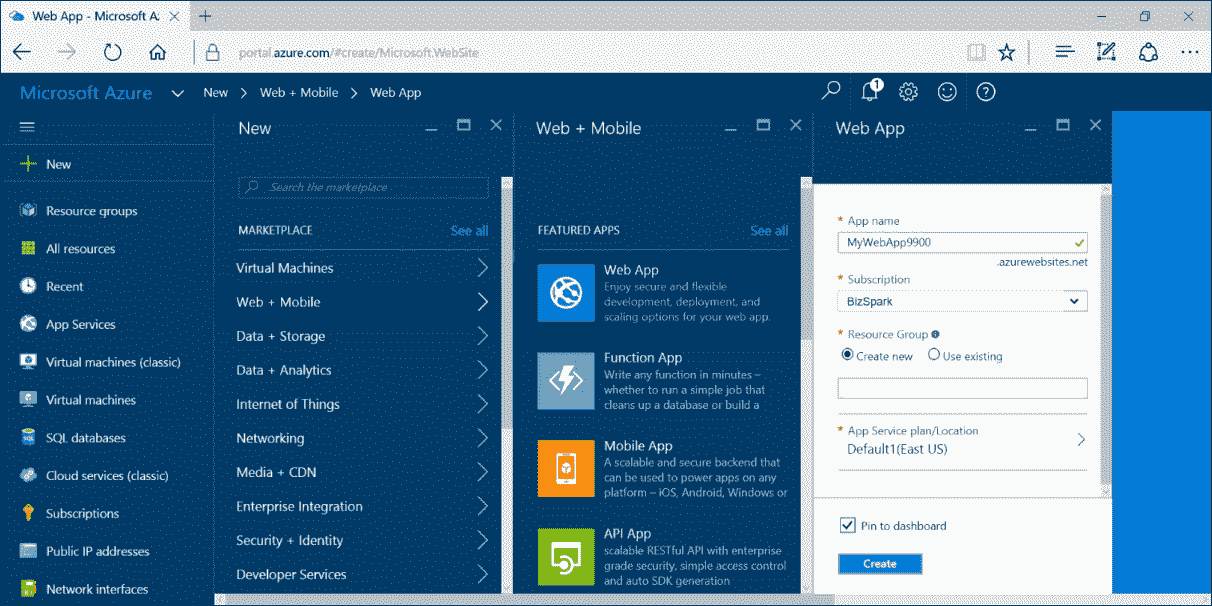 Web App - Microsoft A
portal.azure.com/#create/Microsoft.WebSite
Microsoft Azure
New > Web + Mobile > Web App
1
New
Resource groups
All resources
Recent
App Services
Virtual machines (classic)
Virtual machines
SQL databases
Cloud services (classic)
Subscriptions
Public IP addresses
Network interfaces
New
Search the marketplace
MARKETPLACE
See all
Virtual Machines
Web + Mobile
Data + Storage
Data + Analytics
Internet of Things
Networking
Media + CDN
Enterprise Integration
Security + Identity
Developer Services
Web + Mobile
FEATURED APPS
See all
Web App
Enjoy secure and flexible
development, deployment, and
scaling options for your web app.
Function App
Write any function in minutes –
whether to run a simple job that
cleans up a database or build a
Mobile App
A scalable and secure backend that
can be used to power apps on any
platform – iOS, Android, Windows or
API App
scalable RESTful API with enterprise
grade security, simple access control
and auto SDK generation
Web App
* App name
MyWebApp9900
.azurewebsites.net
* Subscription
BizSpark
* Resource Group
Create new
Use existing
* App Service plan/Location
Default1(East US)
Pin to dashboard
Create